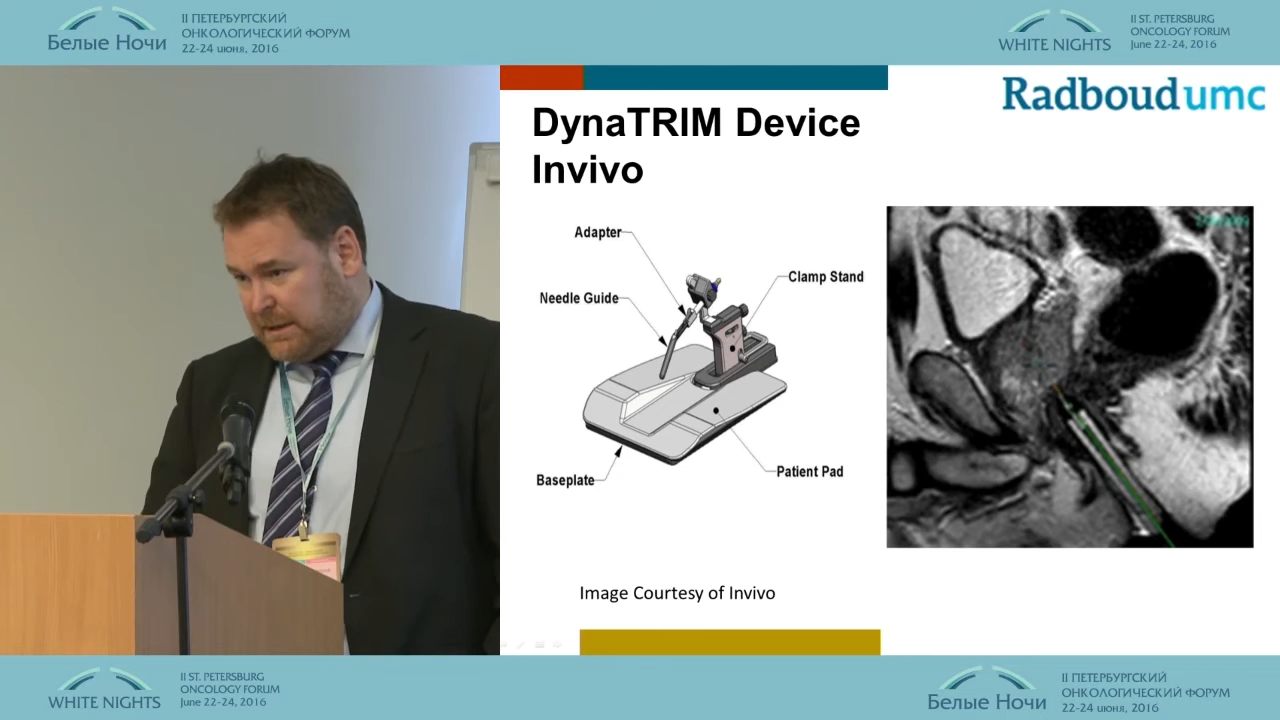 II ПЕТЕРБУРГСКИЙ
ОНКОЛОГИЧЕСКИЙ ФОРУМ
Белые Ночи
22-24 июня, 2016
II ST. PETERSBURG
ONCOLOGY FORUM
WHITE NIGHTS
June 22-24, 2016
Radboudumc
DynaTRIM Device
Invivo
Adapter
Clamp Stand
Needle Guide
Patient Pad
Baseplate
Image Courtesy of Invivo
II ST. PETERSBURG
ONCOLOGY FORUM
WHITE NIGHTS
June 22-24, 2016
II ПЕТЕРБУРГСКИЙ
ОНКОЛОГИЧЕСКИЙ ФОРУМ
Белые Ночи
22-24 июня, 2016